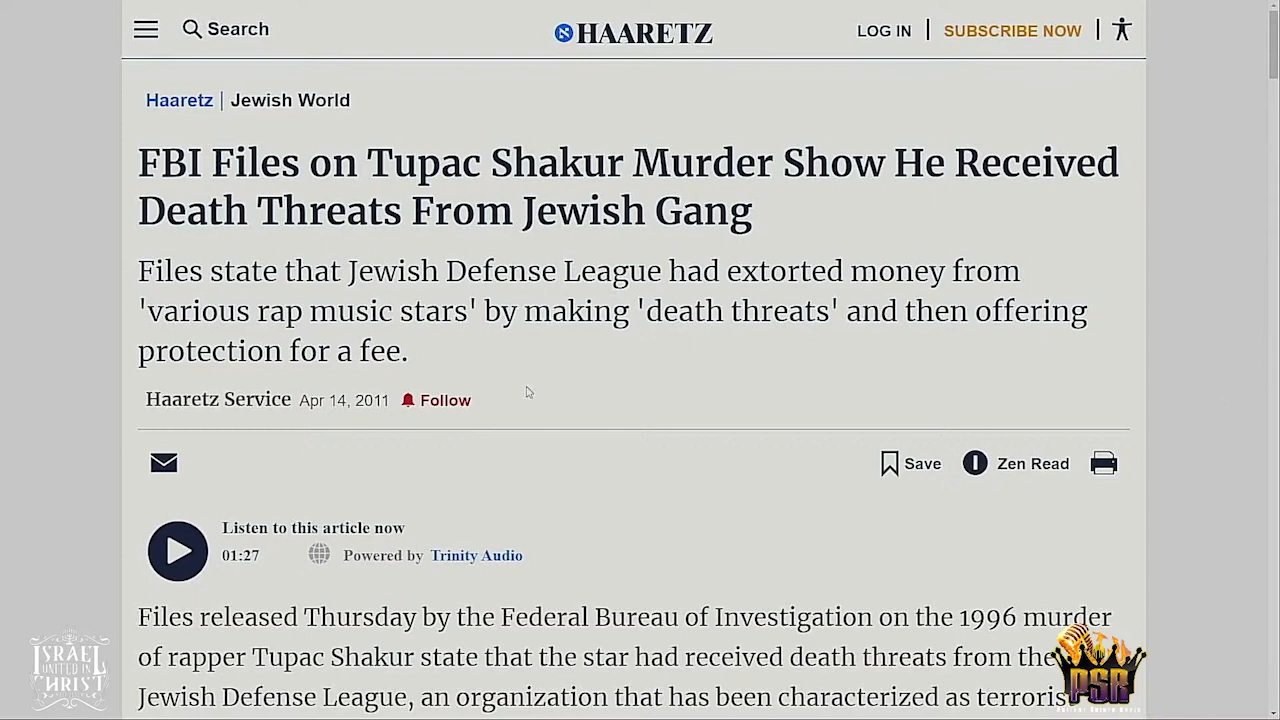 Search
HAARETZ
LOG IN
SUBSCRIBE NOW
Haaretz | Jewish World
FBI Files on Tupac Shakur Murder Show He Received
Death Threats From Jewish Gang
Files state that Jewish Defense League had extorted money from
'various rap music stars' by making 'death threats' and then offering
protection for a fee.
Haaretz Service Apr 14, 2011 Follow
Save
Zen Read
Listen to this article now
01:27 Powered by Trinity Audio
Files released Thursday by the Federal Bureau of Investigation on the 1996 murder
of rapper Tupac Shakur state that the star had received death threats from the
Jewish Defense League, an organization that has been characterized as
ISRAEL
UNITED IN
CHRIST
PSR